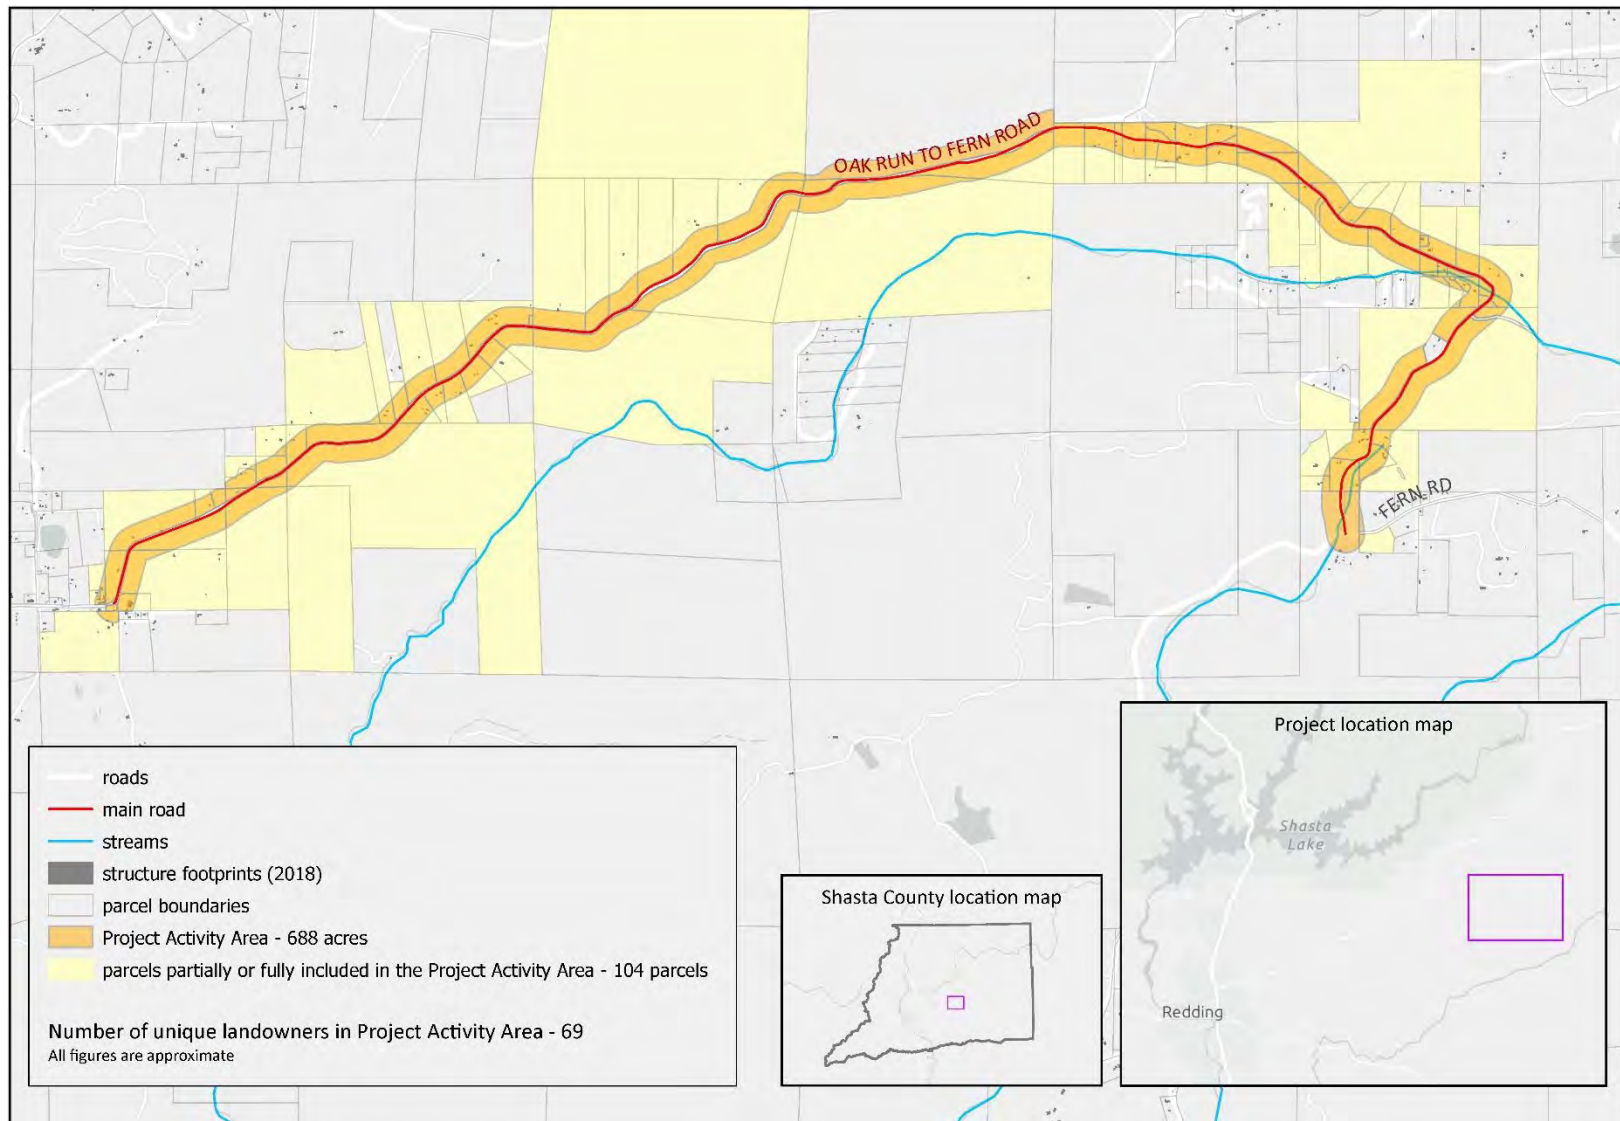 OAK RUN TO FERN ROAD
FERN RD
roads
main road
streams
structure footprints (2018)
parcel boundaries
Project Activity Area - 688 acres
parcels partially or fully included in the Project Activity Area - 104 parcels
Number of unique landowners in Project Activity Area - 69
All figures are approximate
Shasta County location map
Project location map
Shasta
Lake
Redding